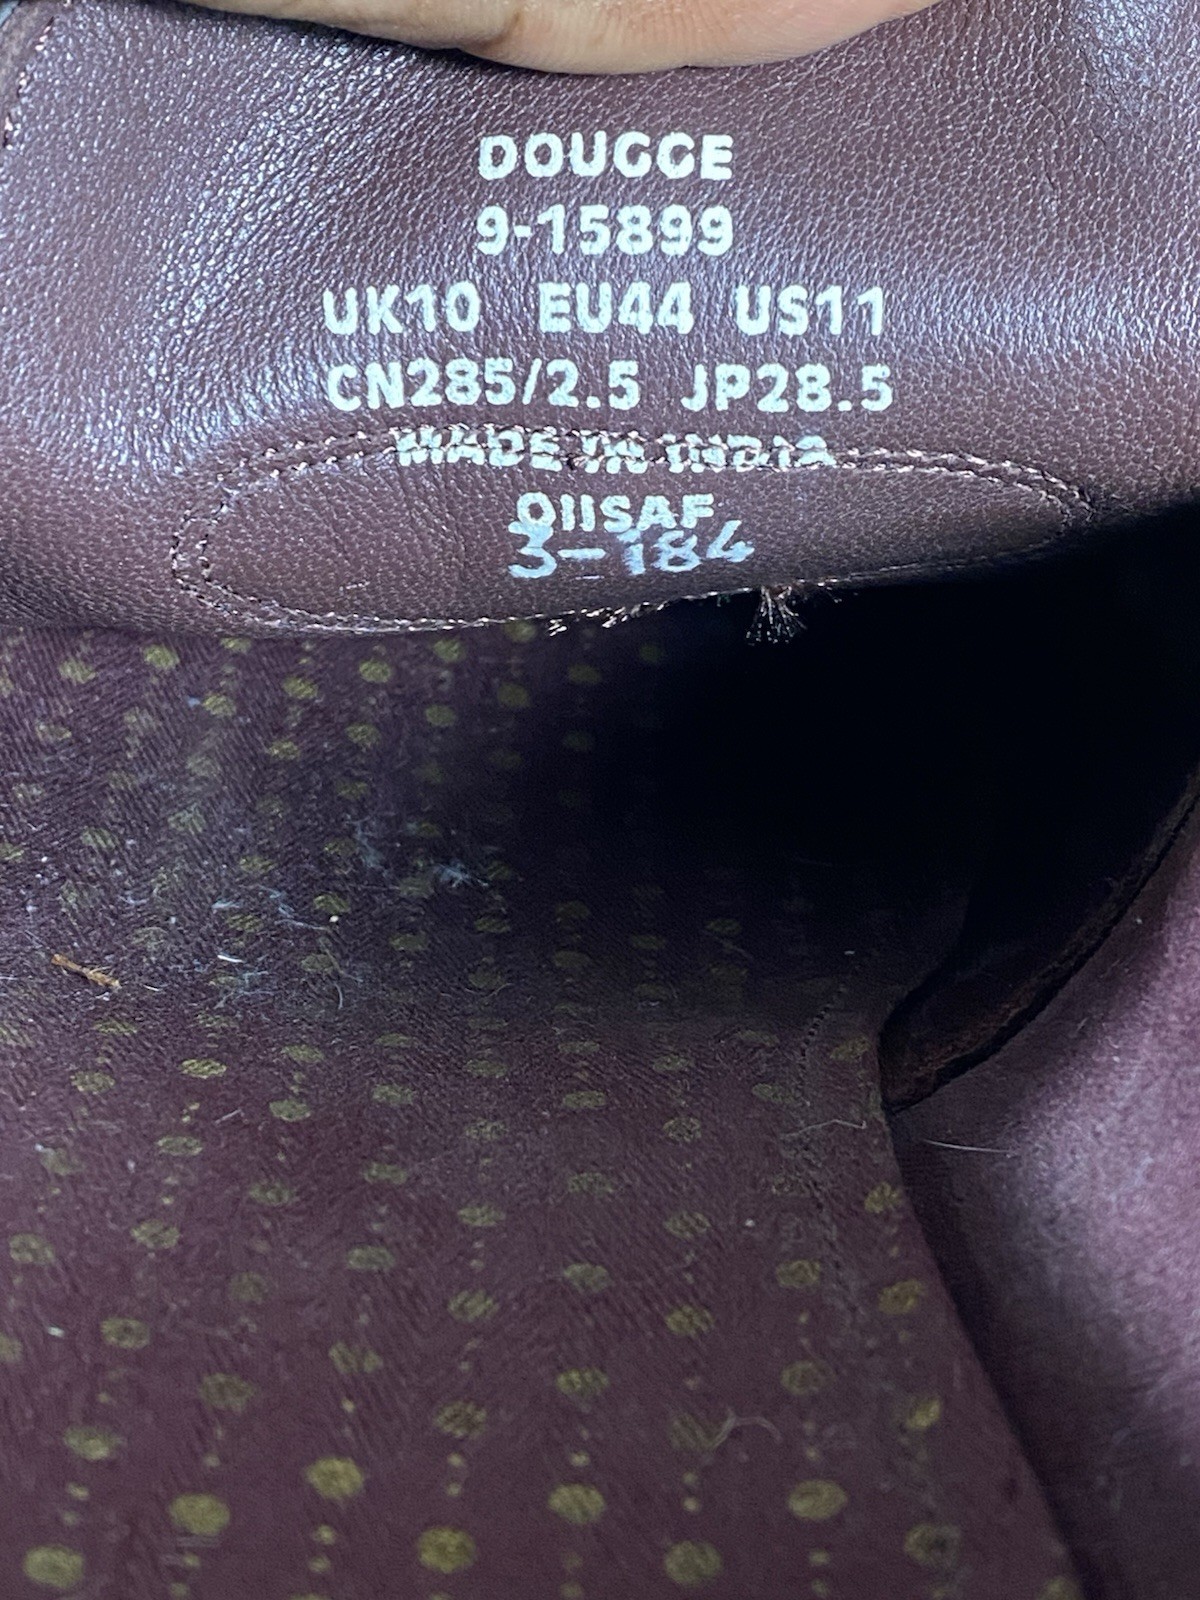 DOUGGE
9-15899
UK10 EU44 US11
CN285/2.5 JP28.5
MADE IN INDIA
OIISAF
3-184